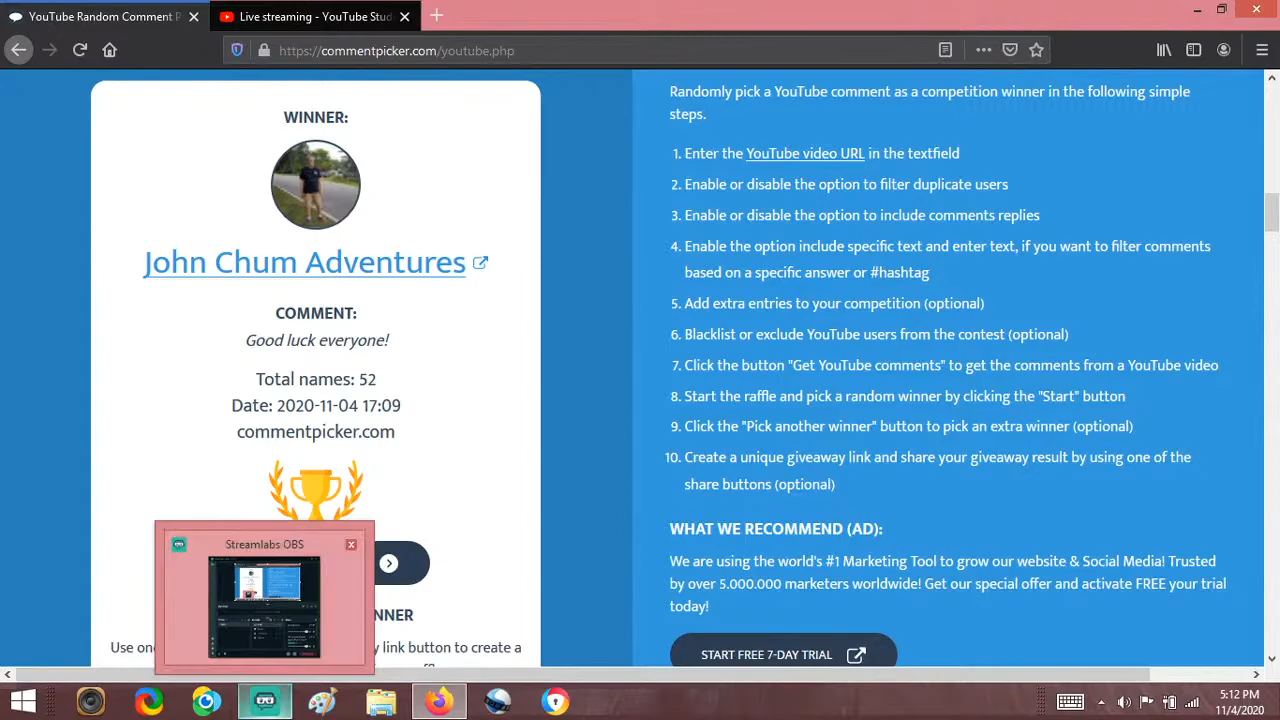 YouTube Random Comment P
Live streaming - YouTube Stud
https://commentpicker.com/youtube.php
WINNER:
John Chum Adventures
COMMENT:
Good luck everyone!
Total names: 52
Date: 2020-11-04 17:09
commentpicker.com
Streamlabs OBS
NNER
Use on
y link button to create a
Randomly pick a YouTube comment as a competition winner in the following simple
steps.
1. Enter the YouTube video URL in the textfield
2. Enable or disable the option to filter duplicate users
3. Enable or disable the option to include comments replies
4. Enable the option include specific text and enter text, if you want to filter comments
based on a specific answer or #hashtag
5. Add extra entries to your competition (optional)
6. Blacklist or exclude YouTube users from the contest (optional)
7. Click the button "Get YouTube comments" to get the comments from a YouTube video
8. Start the raffle and pick a random winner by clicking the "Start" button
9. Click the "Pick another winner" button to pick an extra winner (optional)
10. Create a unique giveaway link and share your giveaway result by using one of the
share buttons (optional)
WHAT WE RECOMMEND (AD):
We are using the world's #1 Marketing Tool to grow our website & Social Media! Trusted
by over 5.000.000 marketers worldwide! Get our special offer and activate FREE your trial
today!
START FREE 7-DAY TRIAL
5:12 PM
11/4/2020